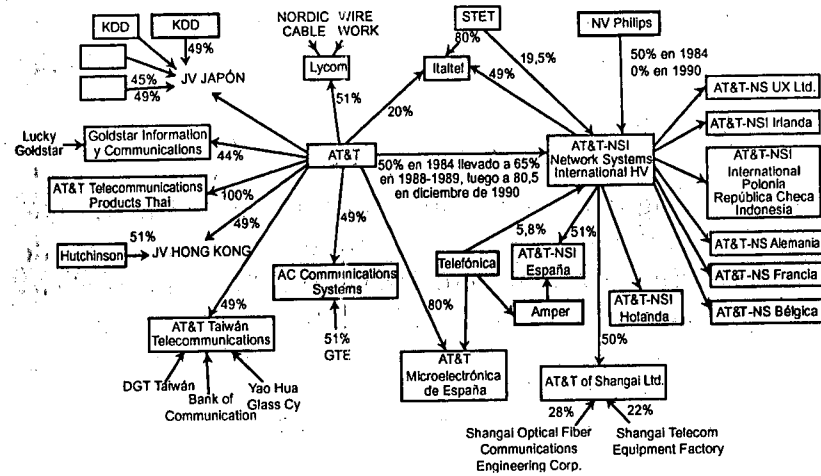 KDD
KDD
49%
45%
49%
JV JAPÓN
NORDIC
CABLE
WIRE
WORK
Lycom
51%
STET
80%
19,5%
Italtel
49%
20%
NV Philips
50% en 1984
0% en 1990
Lucky
Goldstar
Goldstar Information
y Communications
44%
AT&T
50% en 1984 llevado a 65%
en 1988-1989, luego a 80,5
en diciembre de 1990
AT&T-NSI
Network Systems
International HV
AT&T-NS UX Ltd.
AT&T-NSI Irlanda
AT&T-NSI
International
Polonia
República Checa
Indonesia
AT&T-NS Alemania
AT&T-NS Francia
AT&T-NS Bélgica
AT&T Telecommunications
Products Thai
100%
49%
Hutchinson
51%
JV HONG KONG
49%
AT&T Taiwán
Telecommunications
DGT Taiwán
Bank of
Communication
Yao Hua
Glass Cy
49%
AC Communications
Systems
51%
GTE
80%
Telefónica
5,8%
51%
AT&T-NSI
España
Amper
AT&T
Microelectrónica
de España
AT&T-NSI
Holanda
50%
AT&T of Shangai Ltd.
28%
22%
Shangai Optical Fiber
Communications
Engineering Corp.
Shangai Telecom
Equipment Factory